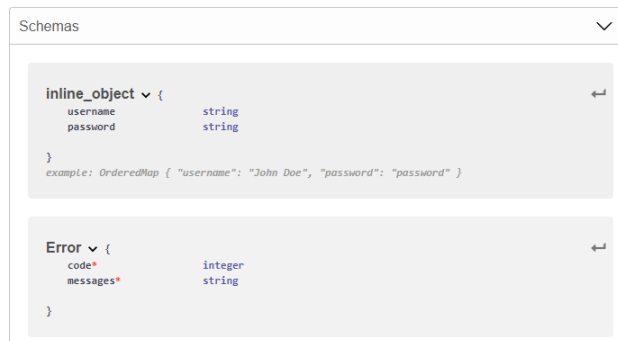 Schemas
inline_object {
username string
password string
}
example: OrderedMap { "username": "John Doe", "password": "password" }
Error {
code* integer
messages* string
}